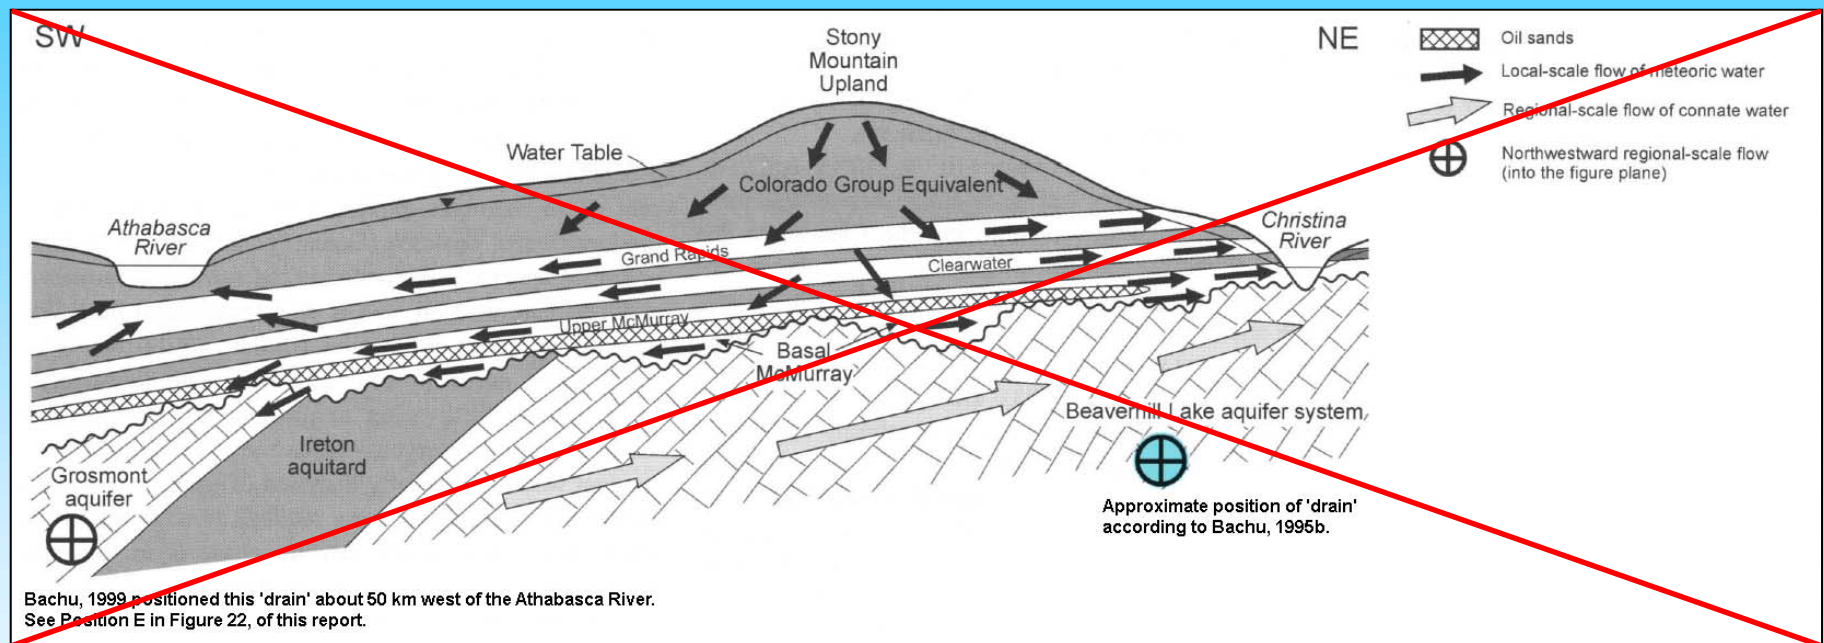 SW
Stony
Mountain
Upland
NE
Oil sands
Local-scale flow of meteoric water
Regional-scale flow of connate water
Northwestward regional-scale flow
(into the figure plane)
Water Table
Colorado Group Equivalent
Athabasca
River
Christina
River
Grand Rapids
Clearwater
Upper McMurray
Basal
McMurray
Beaverhill Lake aquifer system
Ireton
aquitard
Grosmont
aquifer
Approximate position of 'drain'
according to Bachu, 1995b.
Bachu, 1999 positioned this 'drain' about 50 km west of the Athabasca River.
See Position E in Figure 22, of this report.